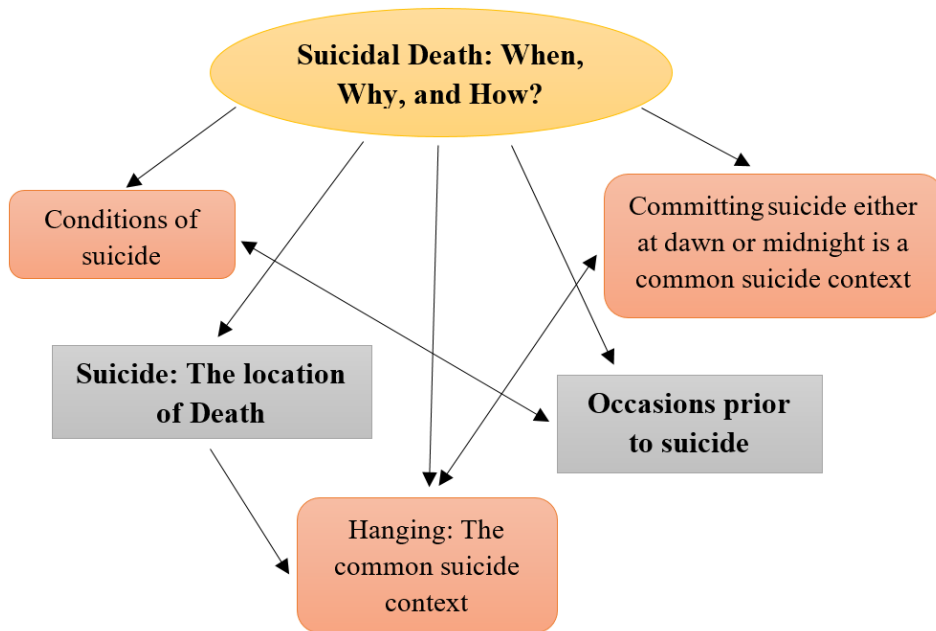 Suicidal Death: When,
Why, and How?
Conditions of
suicide
Committing suicide either
at dawn or midnight is a
common suicide context
Suicide: The location
of Death
Occasions prior
to suicide
Hanging: The
common suicide
context